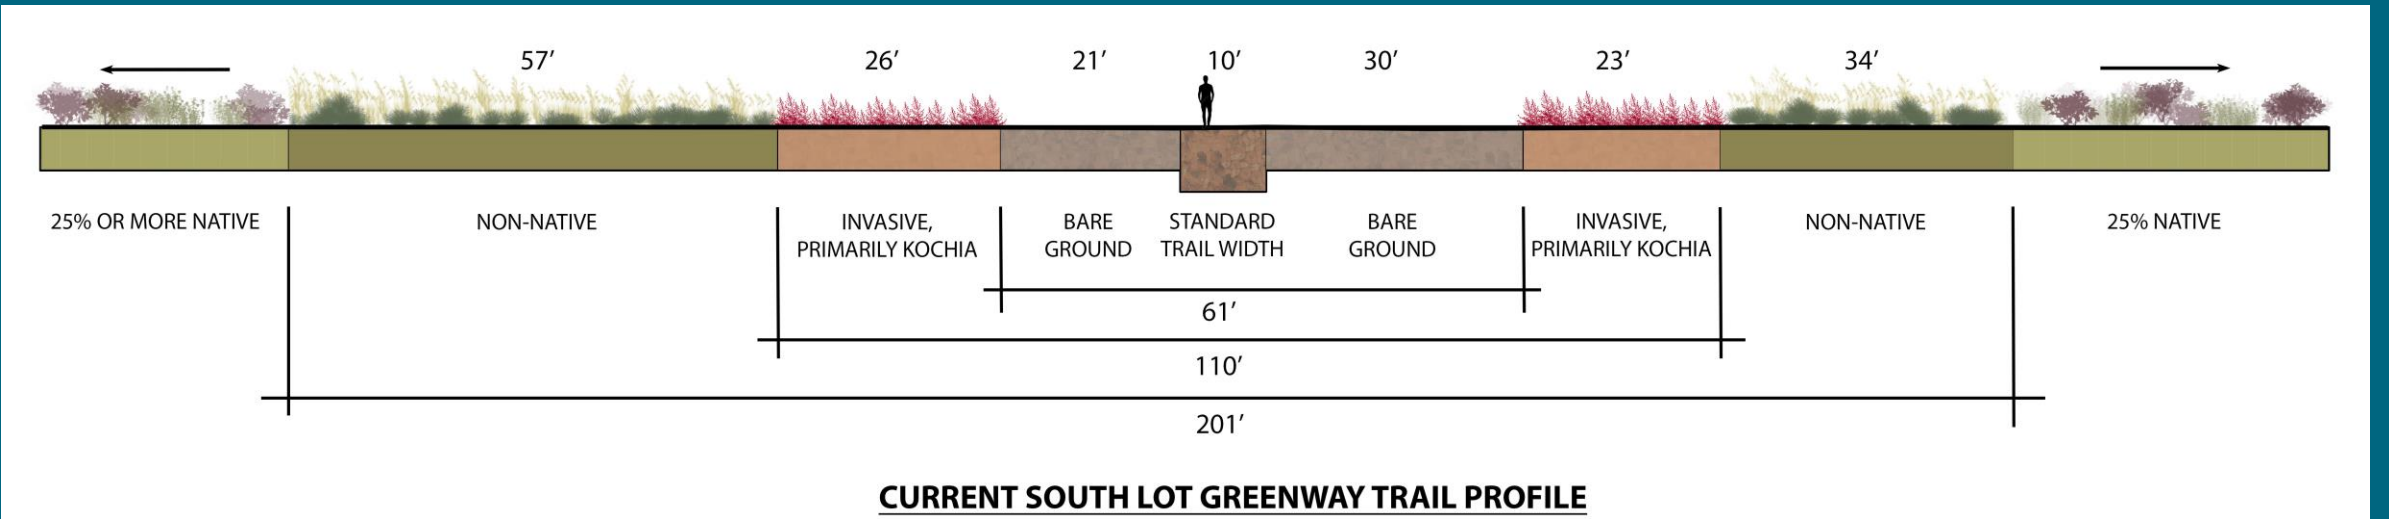 57’
26’
21’
10’
30’
23’
34’
25% OR MORE NATIVE
NON-NATIVE
INVASIVE,
PRIMARILY KOCHIA
BARE
GROUND
STANDARD
TRAIL WIDTH
BARE
GROUND
INVASIVE,
PRIMARILY KOCHIA
NON-NATIVE
25% NATIVE
61’
110’
201’
CURRENT SOUTH LOT GREENWAY TRAIL PROFILE